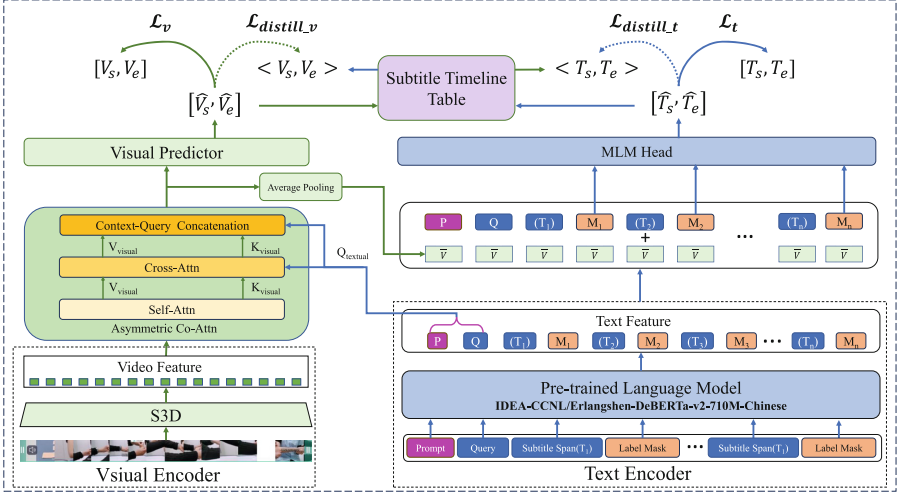 𝓛v 𝓛distill_v 𝓛distill_t 𝓛t
[Vs, Ve] < Vs, Ve > Subtitle Timeline Table < Ts, Te > [Ts, Te]
[V̂s, V̂e] [T̂s, T̂e]
Visual Predictor MLM Head
Average Pooling
P Q (T1) M1 (T2) M2 ... (Tn) Mn
+
V̅ V̅ V̅ V̅ V̅ V̅ V̅ V̅
Context-Query Concatenation
Vvisual Kvisual Qtextual
Cross-Attn
Vvisual Kvisual
Self-Attn
Asymmetric Co-Attn
Text Feature
P Q (T1) M1 (T2) M2 (T3) M3 ... (Tn) Mn
Video Feature
Pre-trained Language Model
IDEA-CCNL/Erlangshen-DeBERTa-v2-710M-Chinese
S3D
Prompt Query Subtitle Span(T1) Label Mask ... Subtitle Span(T1) Label Mask
Vsiual Encoder Text Encoder